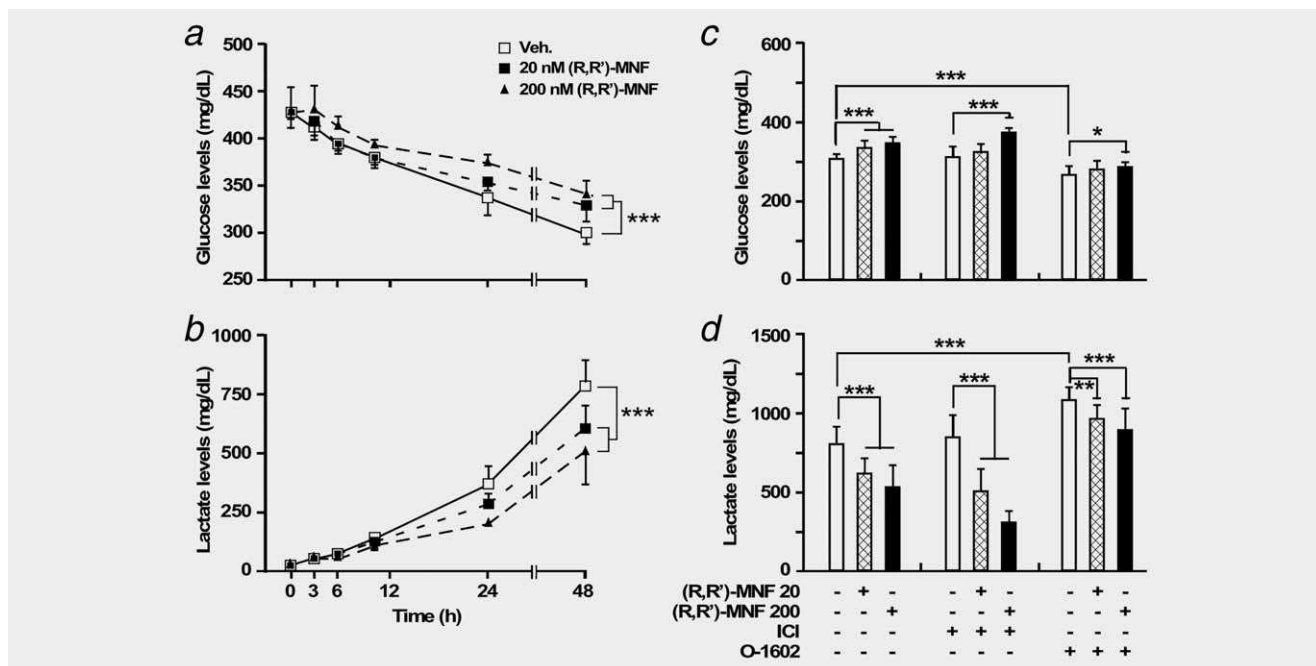 a
500
450
400
350
300
250
Glucose levels (mg/dL)
Veh.
20 nM (R,R')-MNF
200 nM (R,R')-MNF
***
b
1000
750
500
250
0
Lactate levels (mg/dL)
***
0 3 6 12 24 48
Time (h)
c
600
400
200
0
Glucose levels (mg/dL)
***
***
***
*
d
1500
1000
500
0
Lactate levels (mg/dL)
***
***
***
***
**
(R,R')-MNF 20 - + - - + - - + -
(R,R')-MNF 200 - - + - - + - - +
ICI - - - + + + - - -
O-1602 - - - - - - + + +